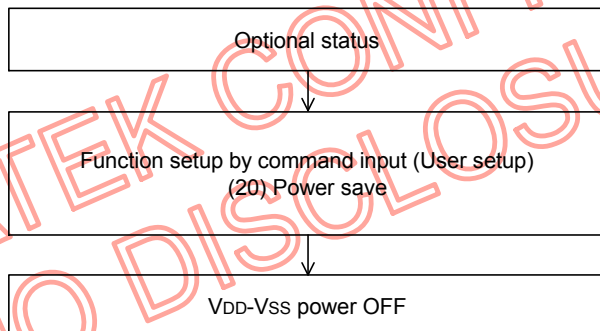 Optional status
Function setup by command input (User setup)
(20) Power save
VDD-VSS power OFF